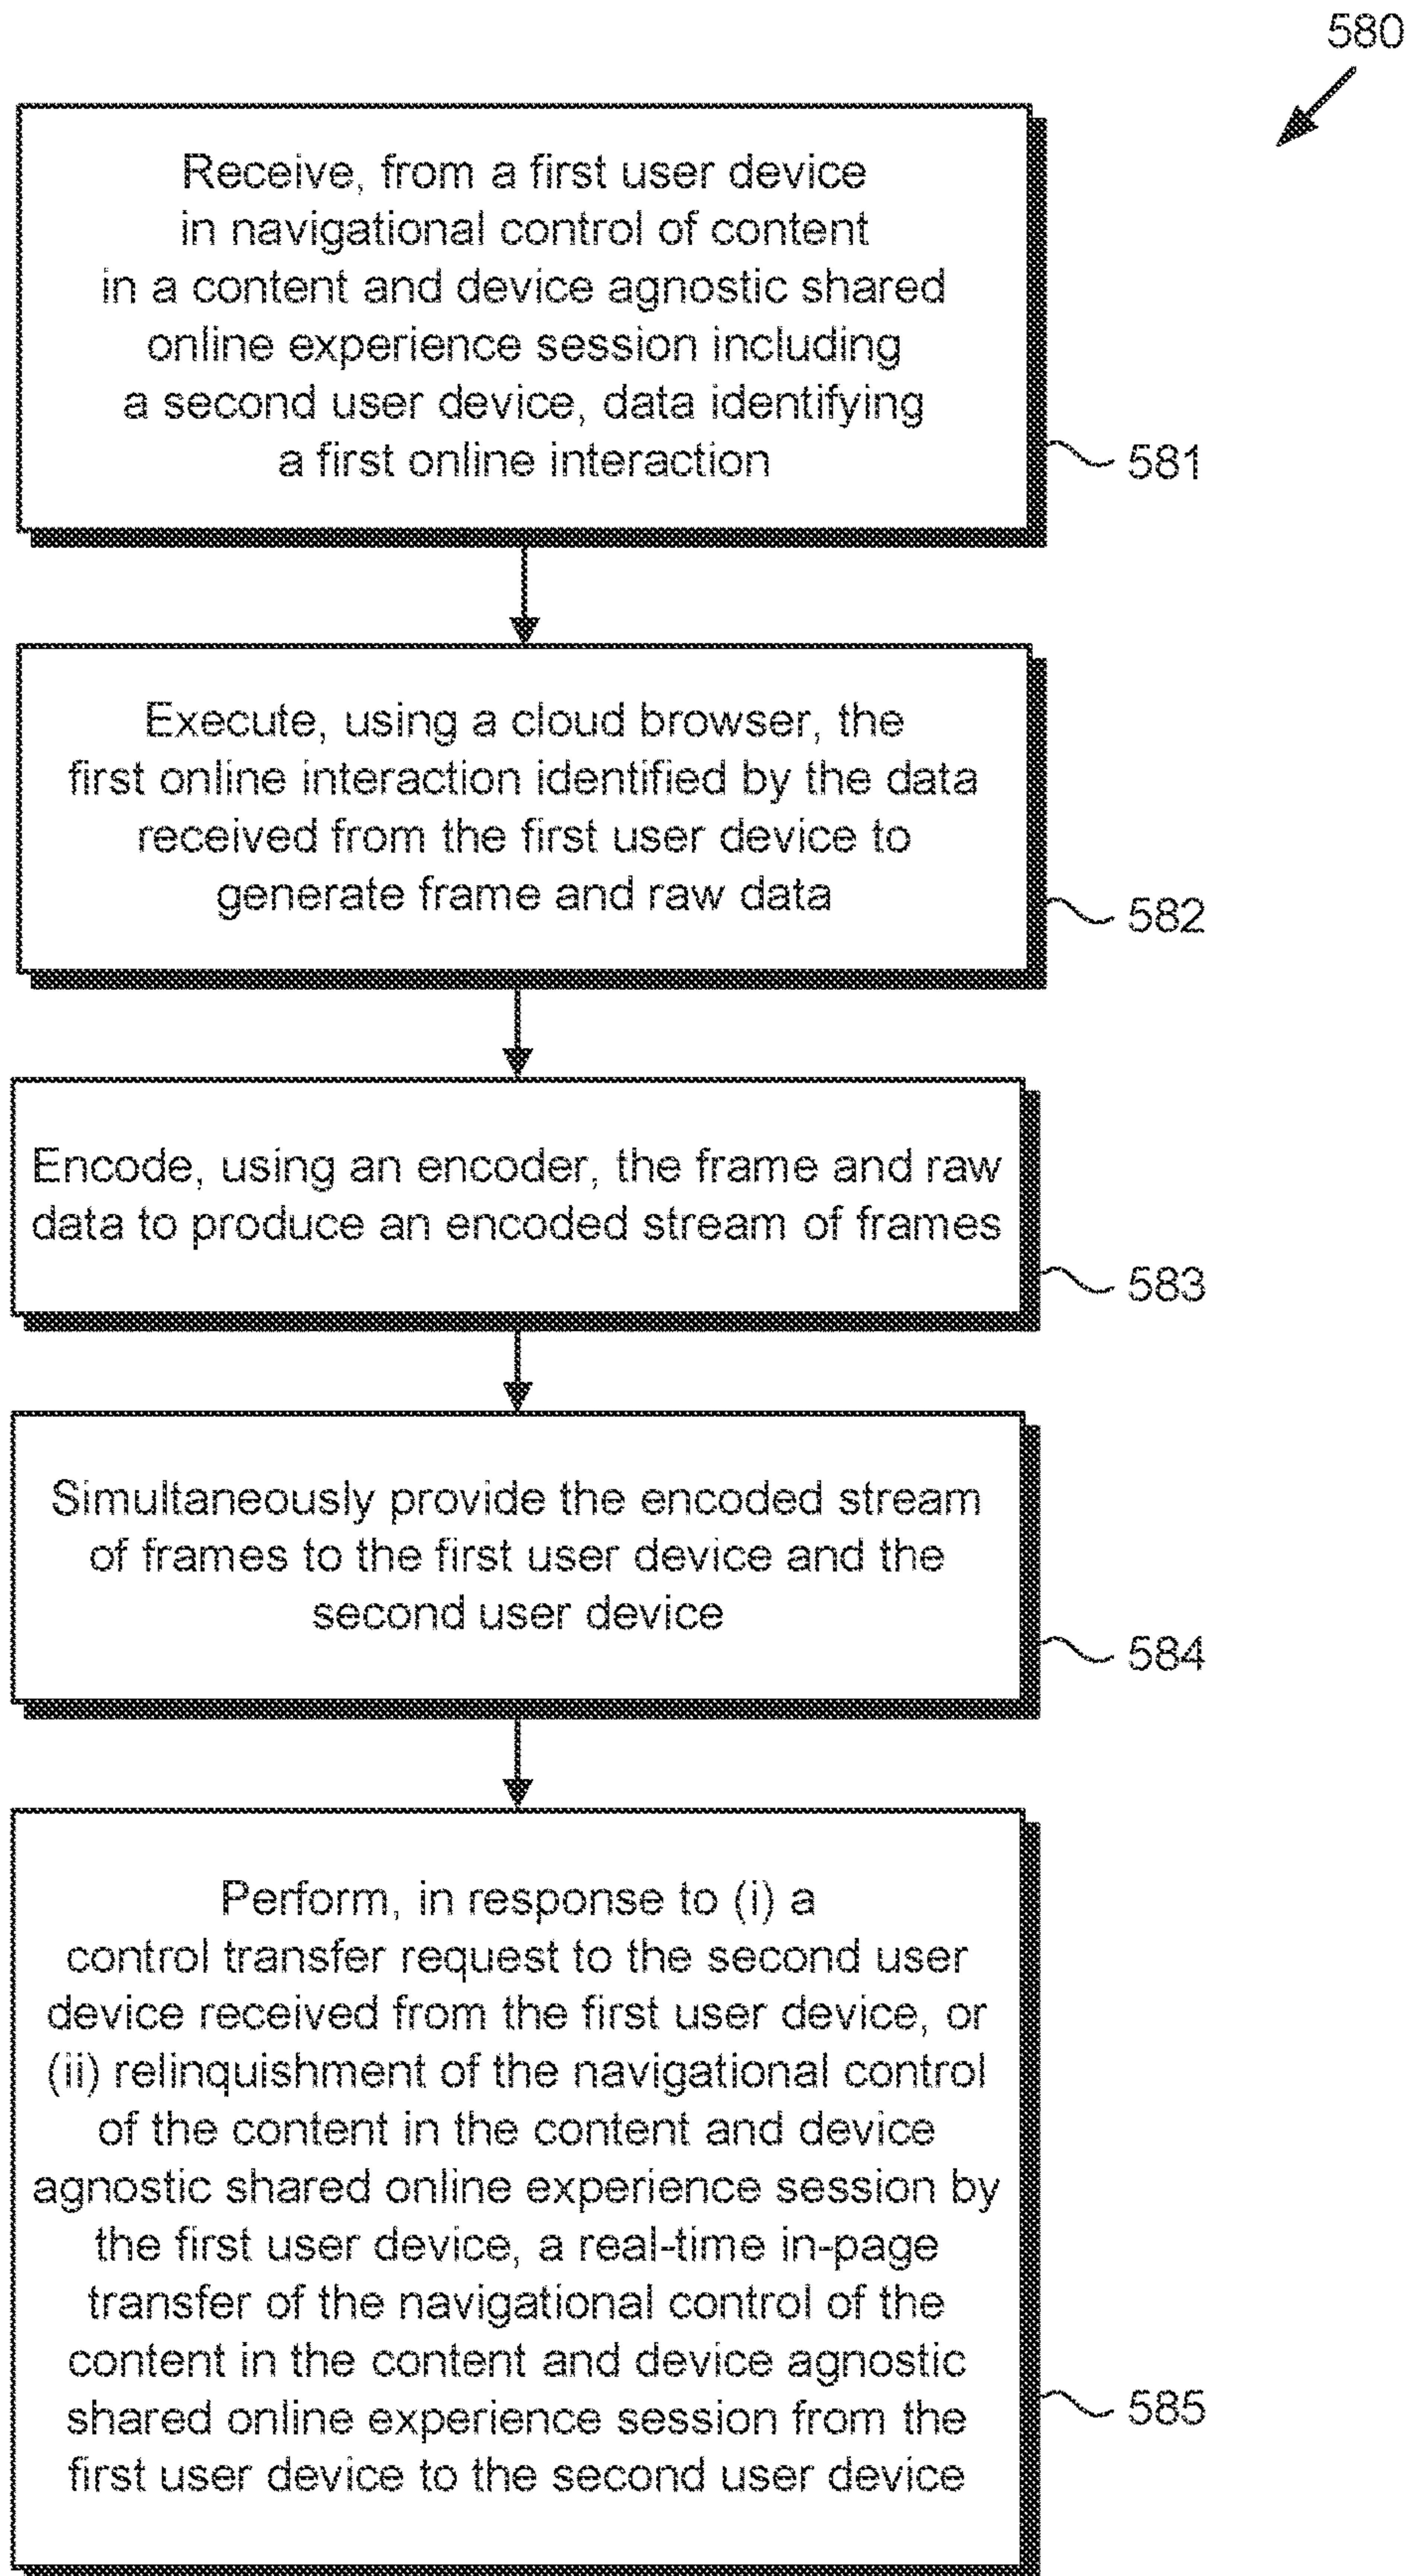 580
Receive, from a first user device
in navigational control of content
in a content and device agnostic shared
online experience session including
a second user device, data identifying
a first online interaction
581
Execute, using a cloud browser, the
first online interaction identified by the data
received from the first user device to
generate frame and raw data
582
Encode, using an encoder, the frame and raw
data to produce an encoded stream of frames
583
Simultaneously provide the encoded stream
of frames to the first user device and the
second user device
584
Perform, in response to (i) a
control transfer request to the second user
device received from the first user device, or
(ii) relinquishment of the navigational control
of the content in the content and device
agnostic shared online experience session by
the first user device, a real-time in-page
transfer of the navigational control of the
content in the content and device agnostic
shared online experience session from the
first user device to the second user device
585